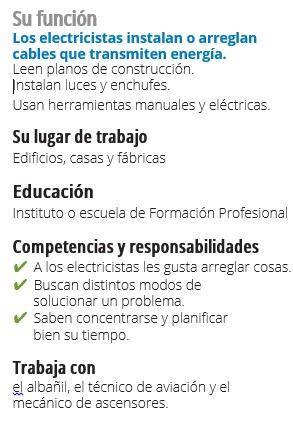 Su función
Los electricistas instalan o arreglan
cables que transmiten energía.
Leen planos de construcción.
Instalan luces y enchufes.
Usan herramientas manuales y eléctricas.
Su lugar de trabajo
Edificios, casas y fábricas
Educación
Instituto o escuela de Formación Profesional
Competencias y responsabilidades
✔ A los electricistas les gusta arreglar cosas.
✔ Buscan distintos modos de
solucionar un problema.
✔ Saben concentrarse y planificar
bien su tiempo.
Trabaja con
el albañil, el técnico de aviación y el
mecánico de ascensores.